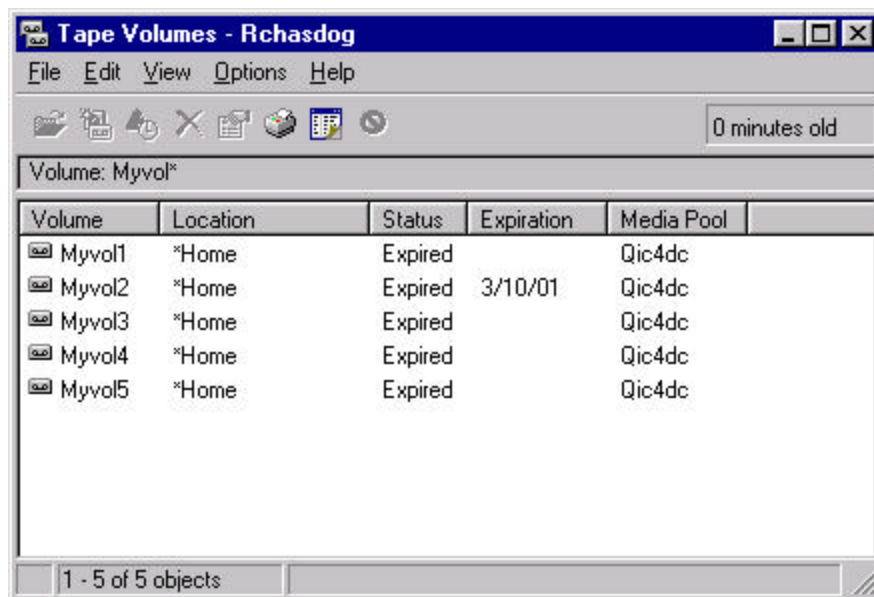 Tape Volumes - Rchasdog
File Edit View Options Help
0 minutes old
Volume: Myvol*
Volume Location Status Expiration Media Pool
Myvol1 *Home Expired Qic4dc
Myvol2 *Home Expired 3/10/01 Qic4dc
Myvol3 *Home Expired Qic4dc
Myvol4 *Home Expired Qic4dc
Myvol5 *Home Expired Qic4dc
1 - 5 of 5 objects